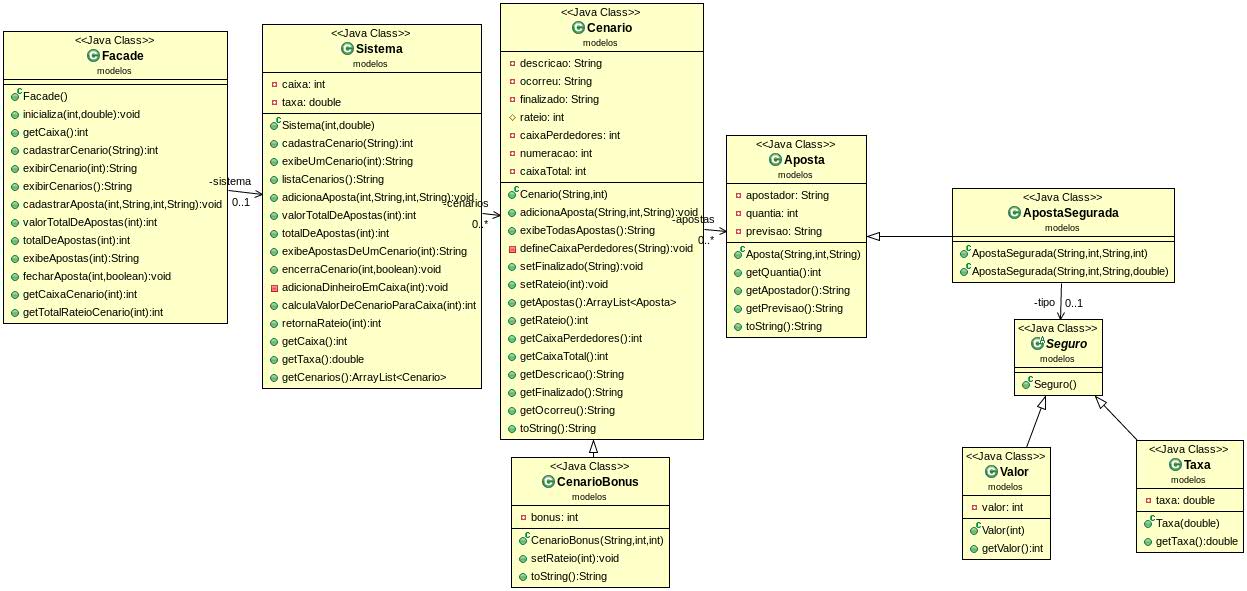 <<Java Class>>
Facade
modelos
Facade()
inicializa(int,double):void
getCaixa():int
cadastrarCenario(String):int
exibirCenario(int):String
exibirCenarios():String
cadastrarAposta(int,String,int,String):void
valorTotalDeApostas(int):int
totalDeApostas(int):int
exibeApostas(int):String
fecharAposta(int,boolean):void
getCaixaCenario(int):int
getTotalRateioCenario(int):int
-sistema
0..1
<<Java Class>>
Sistema
modelos
caixa: int
taxa: double
Sistema(int,double)
cadastraCenario(String):int
exibeUmCenario(int):String
listaCenarios():String
adicionaAposta(int,String,int,String):void
valorTotalDeApostas(int):int
totalDeApostas(int):int
exibeApostasDeUmCenario(int):String
encerraCenario(int,boolean):void
adicionaDinheiroEmCaixa(int):void
calculaValorDeCenarioParaCaixa(int):int
retornaRateio(int):int
getCaixa():int
getTaxa():double
getCenarios():ArrayList<Cenario>
-cenarios
0..*
<<Java Class>>
Cenario
modelos
descricao: String
ocorreu: String
finalizado: String
rateio: int
caixaPerdedores: int
numeracao: int
caixaTotal: int
Cenario(String,int)
adicionaAposta(String,int,String):void
exibeTodasApostas():String
defineCaixaPerdedores(String):void
setFinalizado(String):void
setRateio(int):void
getApostas():ArrayList<Aposta>
getRateio():int
getCaixaPerdedores():int
getCaixaTotal():int
getDescricao():String
getFinalizado():String
getOcorreu():String
toString():String
-apostas
0..*
<<Java Class>>
CenarioBonus
modelos
bonus: int
CenarioBonus(String,int,int)
setRateio(int):void
toString():String
<<Java Class>>
Aposta
modelos
apostador: String
quantia: int
previsao: String
Aposta(String,int,String)
getQuantia():int
getApostador():String
getPrevisao():String
toString():String
<<Java Class>>
ApostaSegurada
modelos
ApostaSegurada(String,int,String,int)
ApostaSegurada(String,int,String,double)
-tipo
0..1
<<Java Class>>
Seguro
modelos
Seguro()
<<Java Class>>
Valor
modelos
valor: int
Valor(int)
getValor():int
<<Java Class>>
Taxa
modelos
taxa: double
Taxa(double)
getTaxa():double